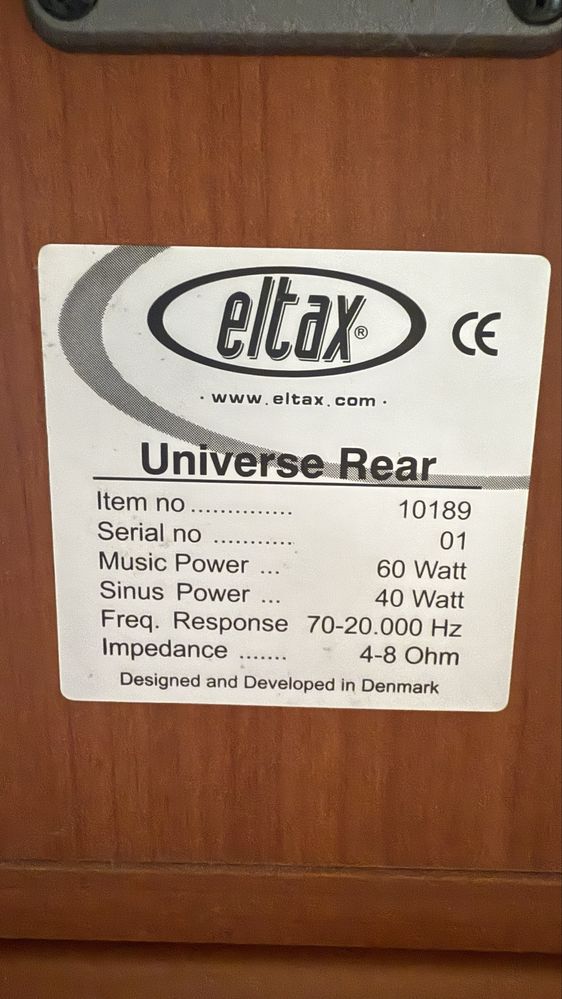 eltax®
CE
· www.eltax.com ·
Universe Rear
Item no .............. 10189
Serial no ........... 01
Music Power ... 60 Watt
Sinus Power ... 40 Watt
Freq. Response 70-20.000 Hz
Impedance ....... 4-8 Ohm
Designed and Developed in Denmark